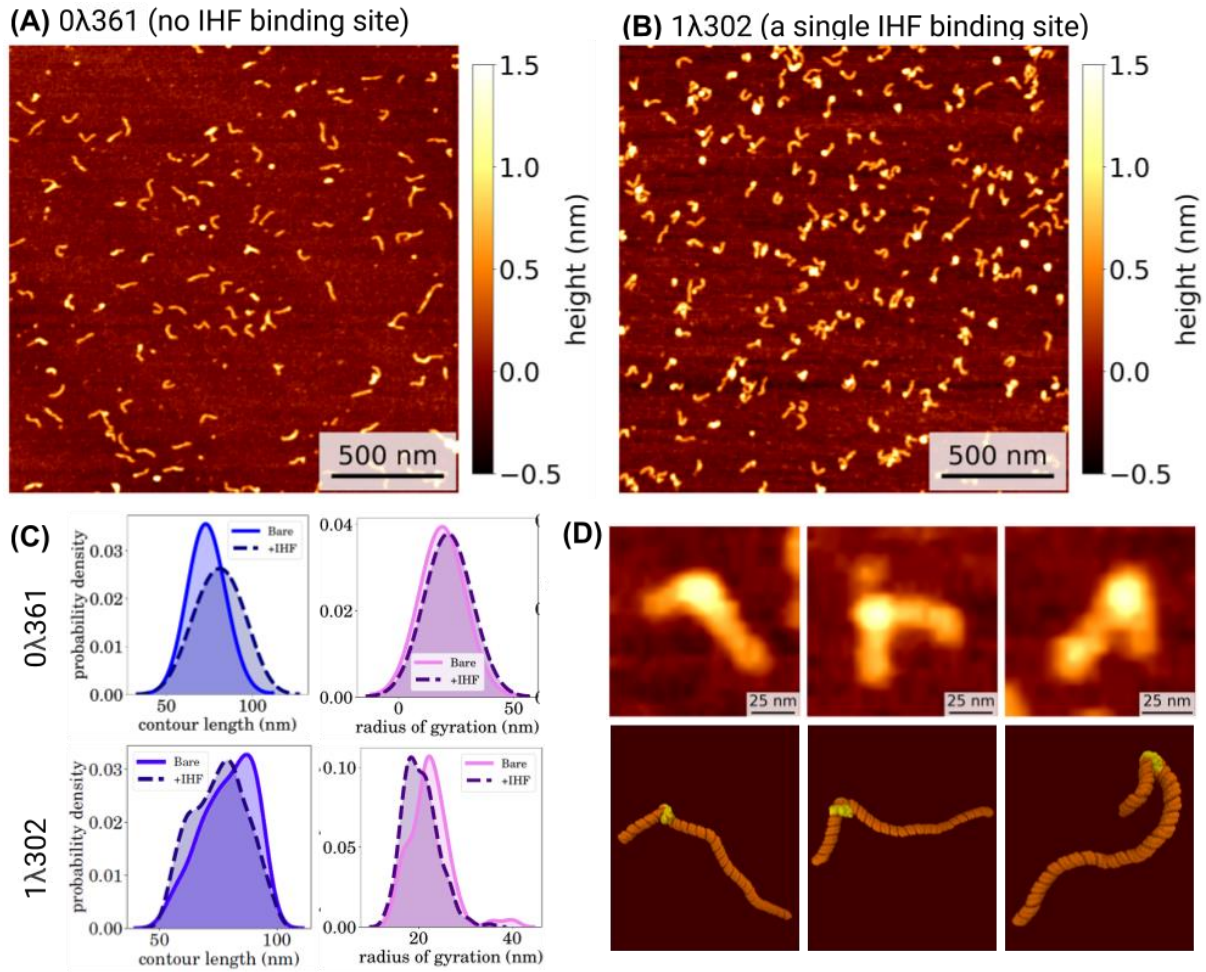 (A) 0λ361 (no IHF binding site)
(B) 1λ302 (a single IHF binding site)
1.5
1.0
0.5
0.0
−0.5
height (nm)
500 nm
1.5
1.0
0.5
0.0
−0.5
height (nm)
500 nm
(C)
0λ361
probability density
0.03
0.02
0.01
0.00
Bare
+IHF
50
100
contour length (nm)
0.04
0.02
0.00
Bare
+IHF
0
50
radius of gyration (nm)
1λ302
probability density
0.03
0.02
0.01
0.00
Bare
+IHF
50
100
contour length (nm)
0.10
0.05
0.00
Bare
+IHF
20
40
radius of gyration (nm)
(D)
25 nm
25 nm
25 nm